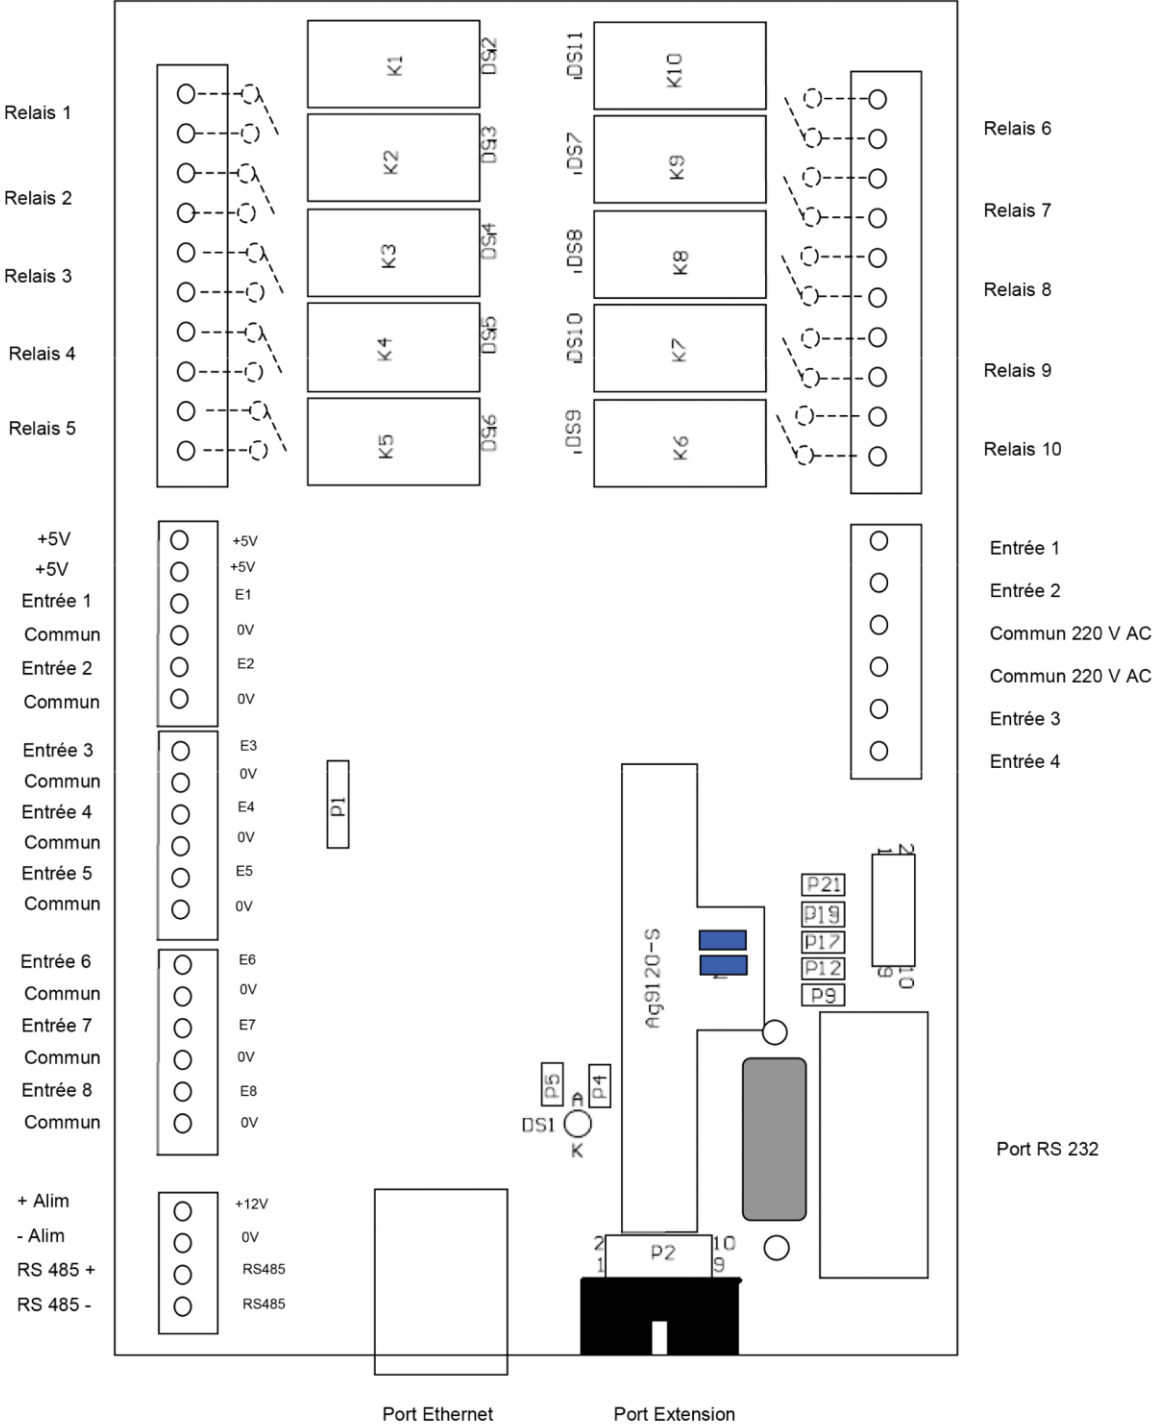 Relais 1
Relais 2
Relais 3
Relais 4
Relais 5
K1
DS2
K2
DS3
K3
DS4
K4
DS5
K5
DS6
DS11
K10
DS7
K9
DS8
K8
DS10
K7
DS9
K6
Relais 6
Relais 7
Relais 8
Relais 9
Relais 10
+5V +5V
+5V +5V
Entrée 1 E1
Commun 0V
Entrée 2 E2
Commun 0V
Entrée 3 E3
Commun 0V
Entrée 4 E4
Commun 0V
Entrée 5 E5
Commun 0V
Entrée 6 E6
Commun 0V
Entrée 7 E7
Commun 0V
Entrée 8 E8
Commun 0V
+ Alim +12V
- Alim 0V
RS 485 + RS485
RS 485 - RS485
Entrée 1
Entrée 2
Commun 220 V AC
Commun 220 V AC
Entrée 3
Entrée 4
P1
Ag9120-S
P21
P19
P17
P12
P9
1 2
9 10
P5
P4
A
DS1
K
Port RS 232
2 P2 10
1 9
Port Ethernet
Port Extension